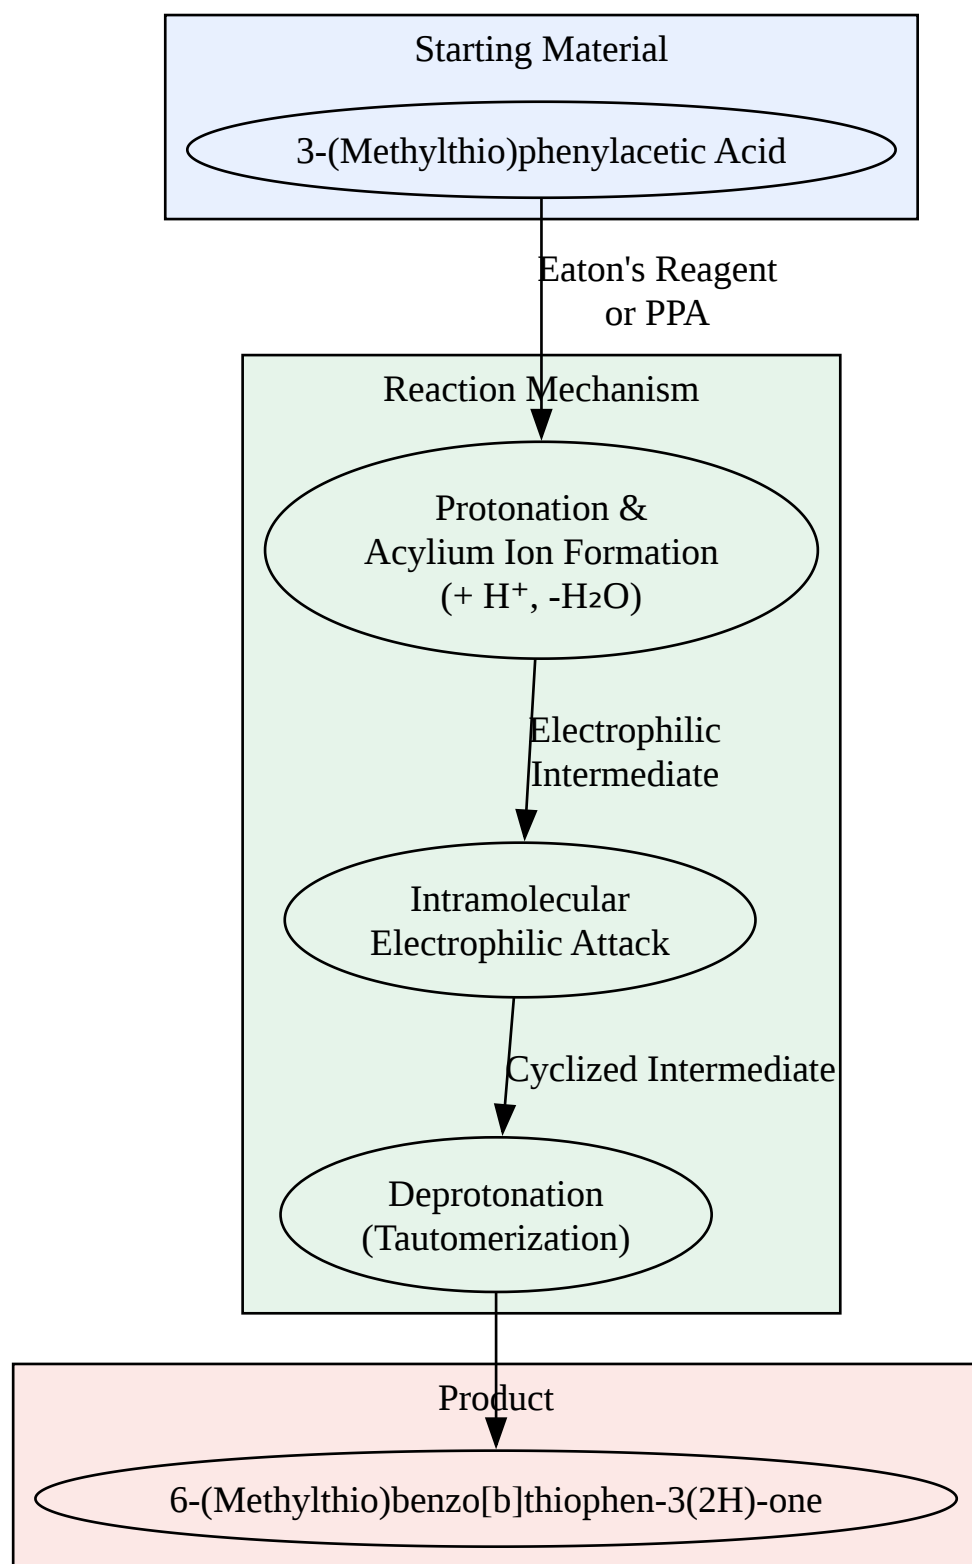 Starting Material
3-(Methylthio)phenylacetic Acid
Eaton's Reagent
or PPA
Reaction Mechanism
Protonation &
Acylium Ion Formation
(+ H⁺, -H₂O)
Electrophilic
Intermediate
Intramolecular
Electrophilic Attack
Cyclized Intermediate
Deprotonation
(Tautomerization)
Product
6-(Methylthio)benzo[b]thiophen-3(2H)-one